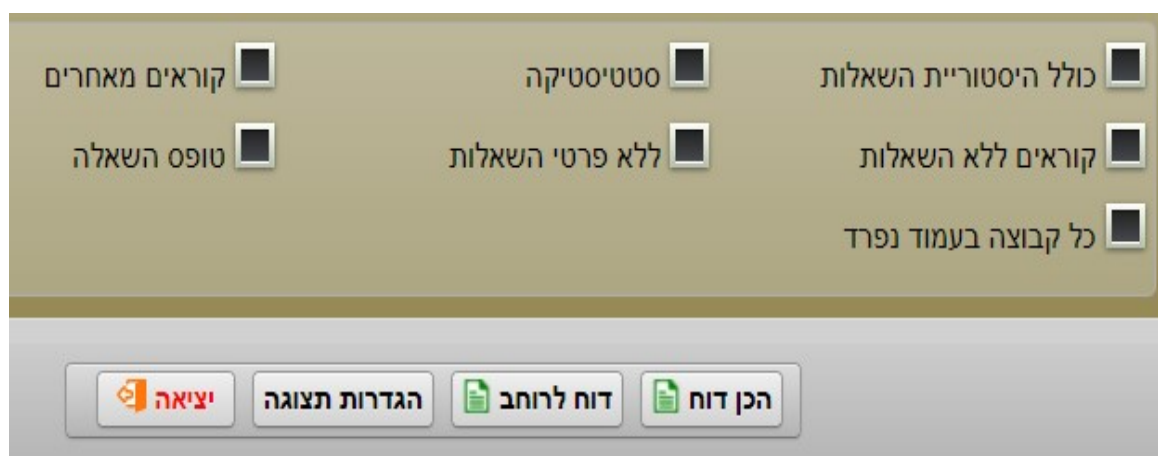 כולל היסטוריית השאלות סטטיסטיקה קוראים מאחרים
קוראים ללא השאלות ללא פרטי השאלות טופס השאלה
כל קבוצה בעמוד נפרד
הכן דוח דוח לרוחב הגדרות תצוגה יציאה